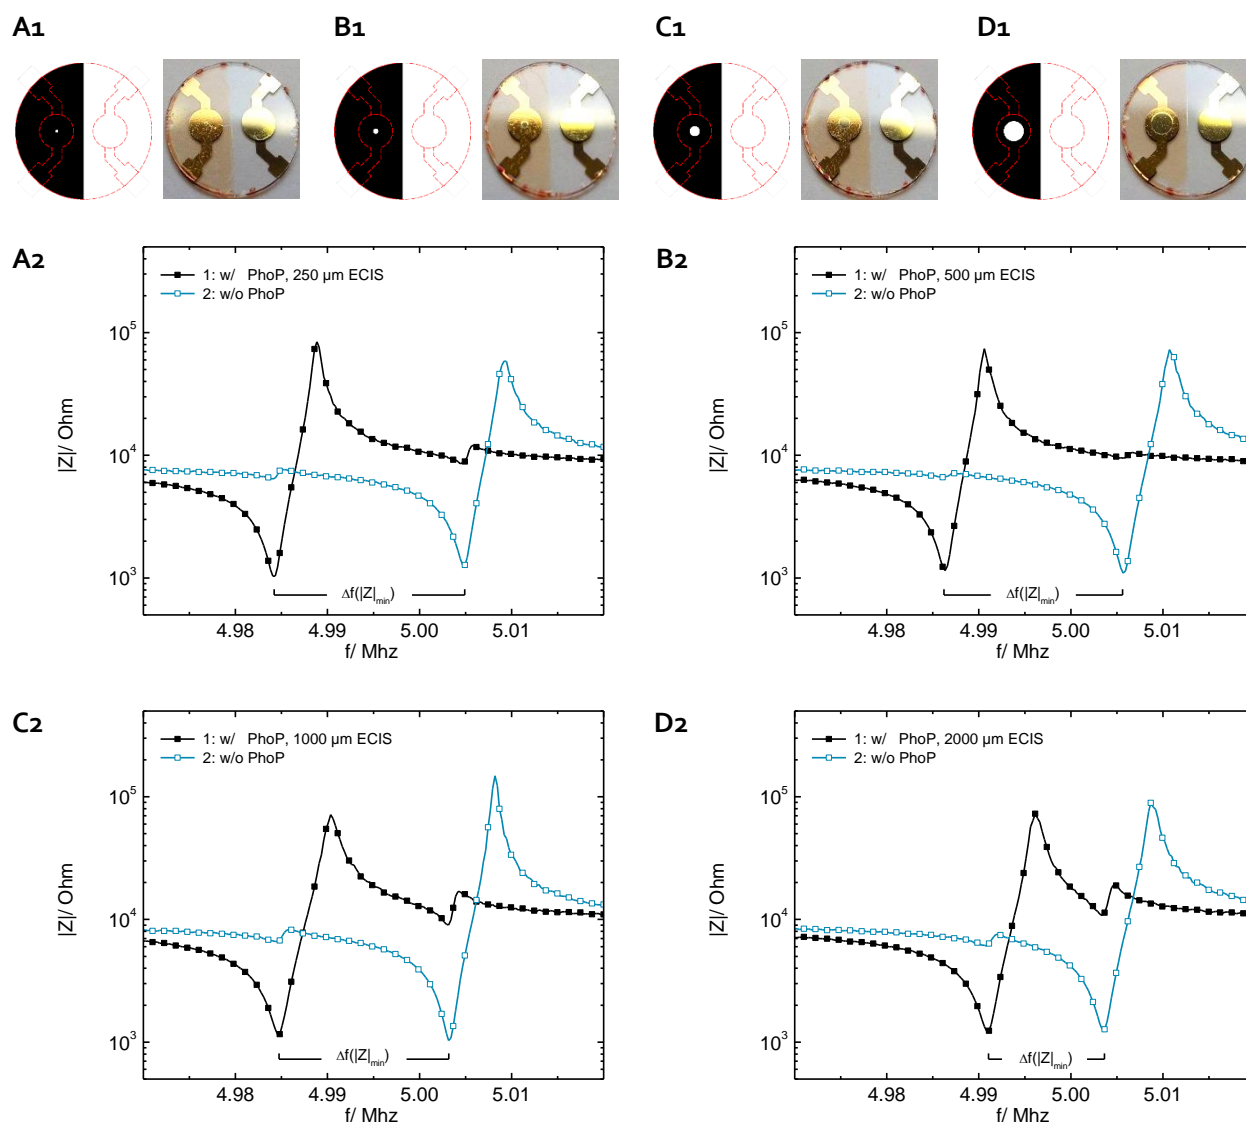 A1
B1
C1
D1
A2
1: w/ PhoP, 250 µm ECIS
2: w/o PhoP
|Z|/ Ohm
10^5
10^4
10^3
Δf(|Z|_min)
4.98 4.99 5.00 5.01
f/ Mhz
B2
1: w/ PhoP, 500 µm ECIS
2: w/o PhoP
|Z|/ Ohm
10^5
10^4
10^3
Δf(|Z|_min)
4.98 4.99 5.00 5.01
f/ Mhz
C2
1: w/ PhoP, 1000 µm ECIS
2: w/o PhoP
|Z|/ Ohm
10^5
10^4
10^3
Δf(|Z|_min)
4.98 4.99 5.00 5.01
f/ Mhz
D2
1: w/ PhoP, 2000 µm ECIS
2: w/o PhoP
|Z|/ Ohm
10^5
10^4
10^3
Δf(|Z|_min)
4.98 4.99 5.00 5.01
f/ Mhz